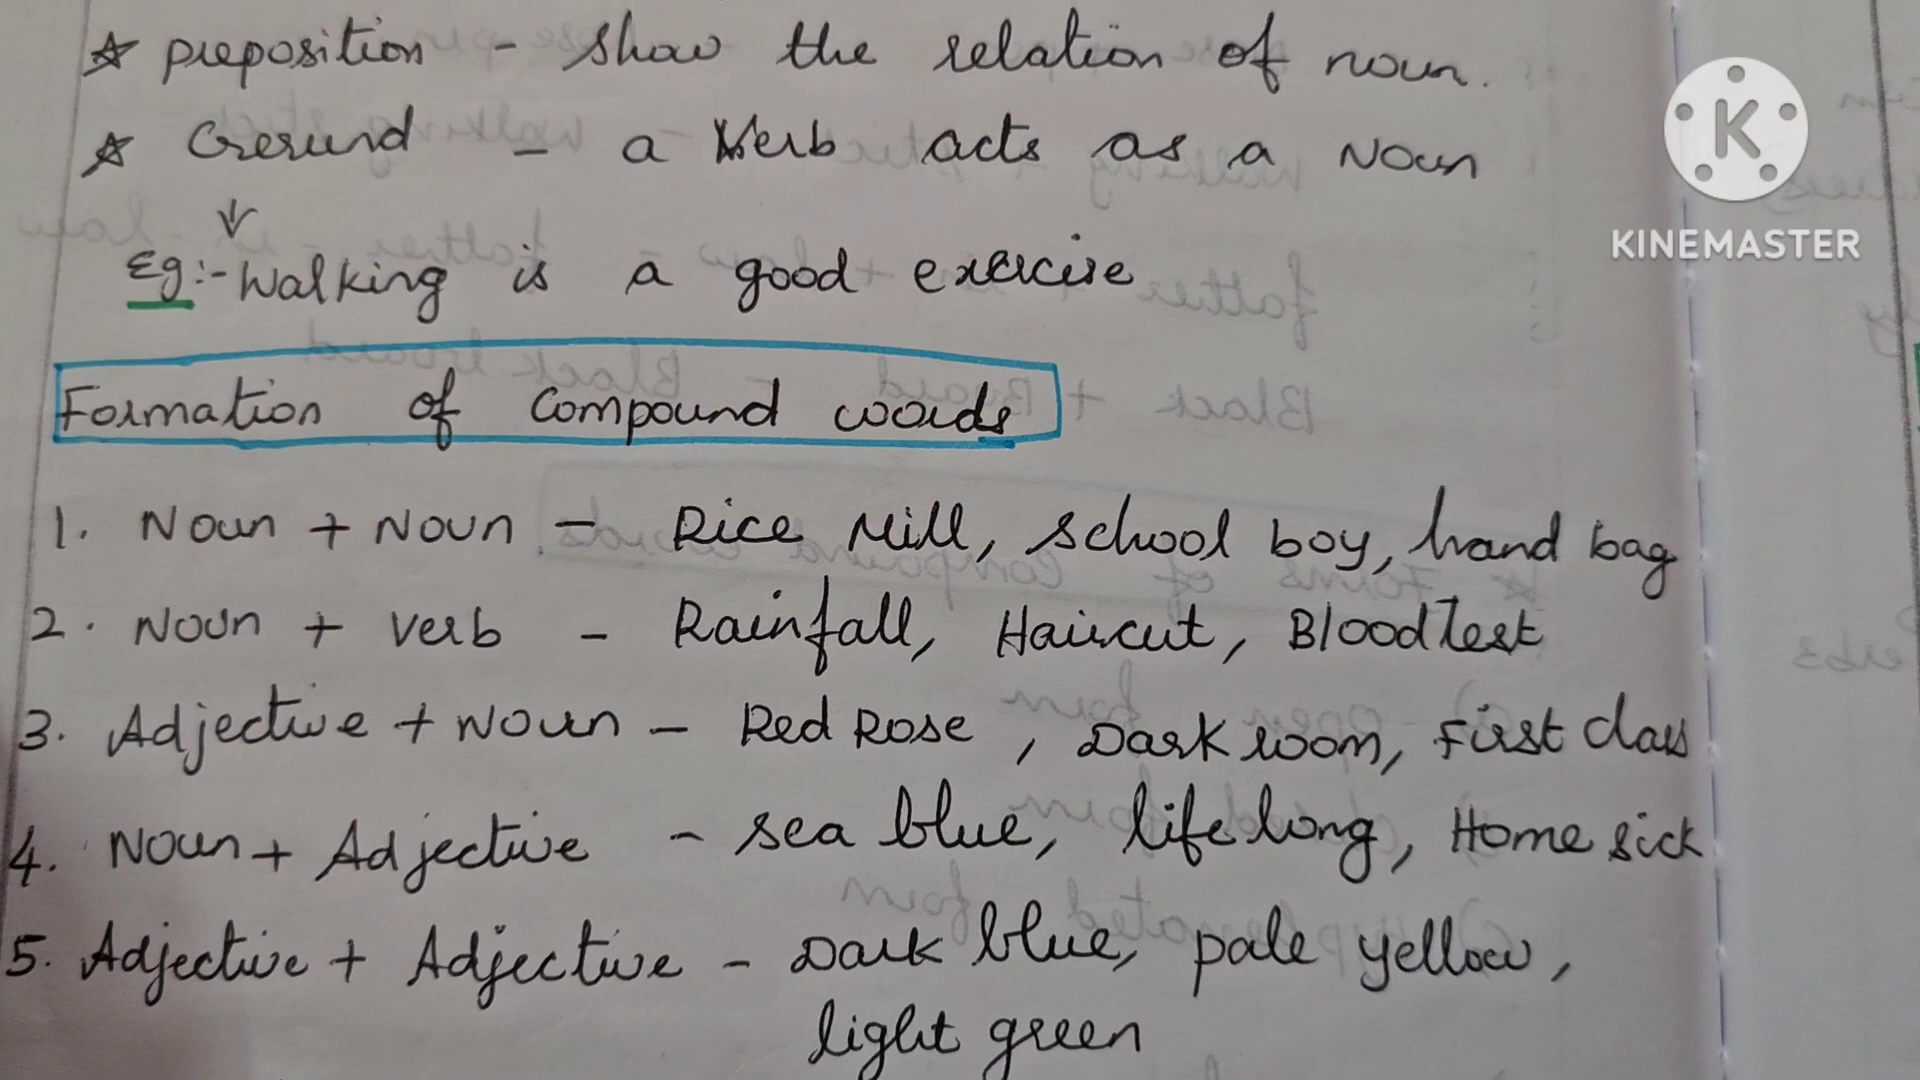 ☆ preposition - show the relation of noun.
☆ Gerund - a Verb acts as a Noun
Eg:- Walking is a good exercise
Formation of Compound words
1. Noun + Noun - Rice Mill, school boy, hand bag
2. Noun + verb - Rainfall, Haircut, Blood test
3. Adjective + Noun - Red Rose, Dark room, First class
4. Noun + Adjective - sea blue, lifelong, Home sick
5. Adjective + Adjective - Dark blue, pale yellow,
light green
K
KINEMASTER